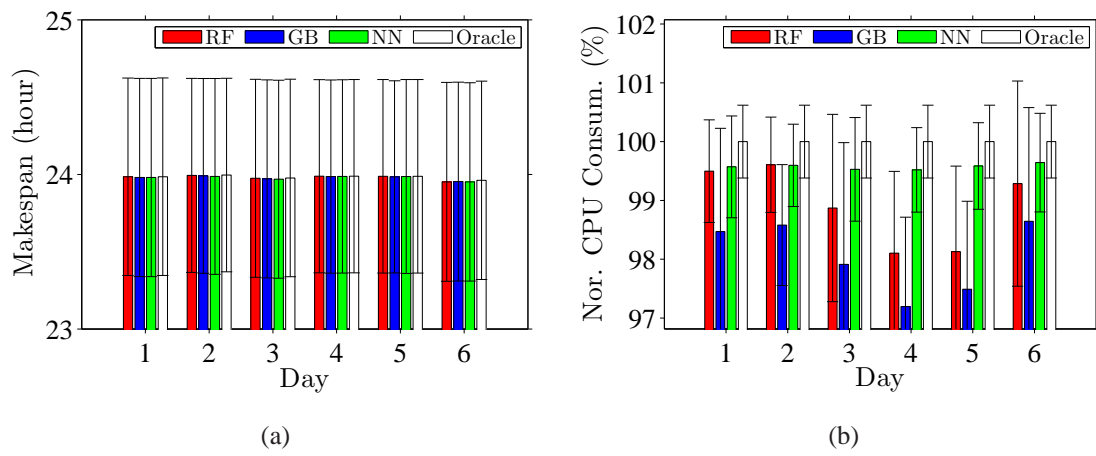 25
24
23
Makespan (hour)
RF GB NN Oracle
1 2 3 4 5 6
Day
(a)
102
101
100
99
98
97
Nor. CPU Consum. (%)
RF GB NN Oracle
1 2 3 4 5 6
Day
(b)